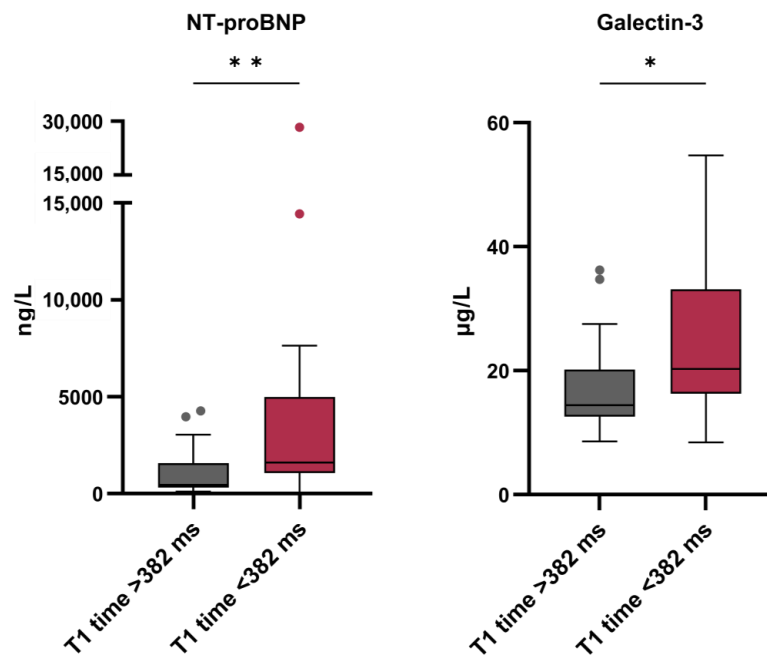 NT-proBNP
**
30,000
15,000
15,000
10,000
5000
0
ng/L
T1 time >382 ms
T1 time <382 ms
Galectin-3
*
60
40
20
0
µg/L
T1 time >382 ms
T1 time <382 ms